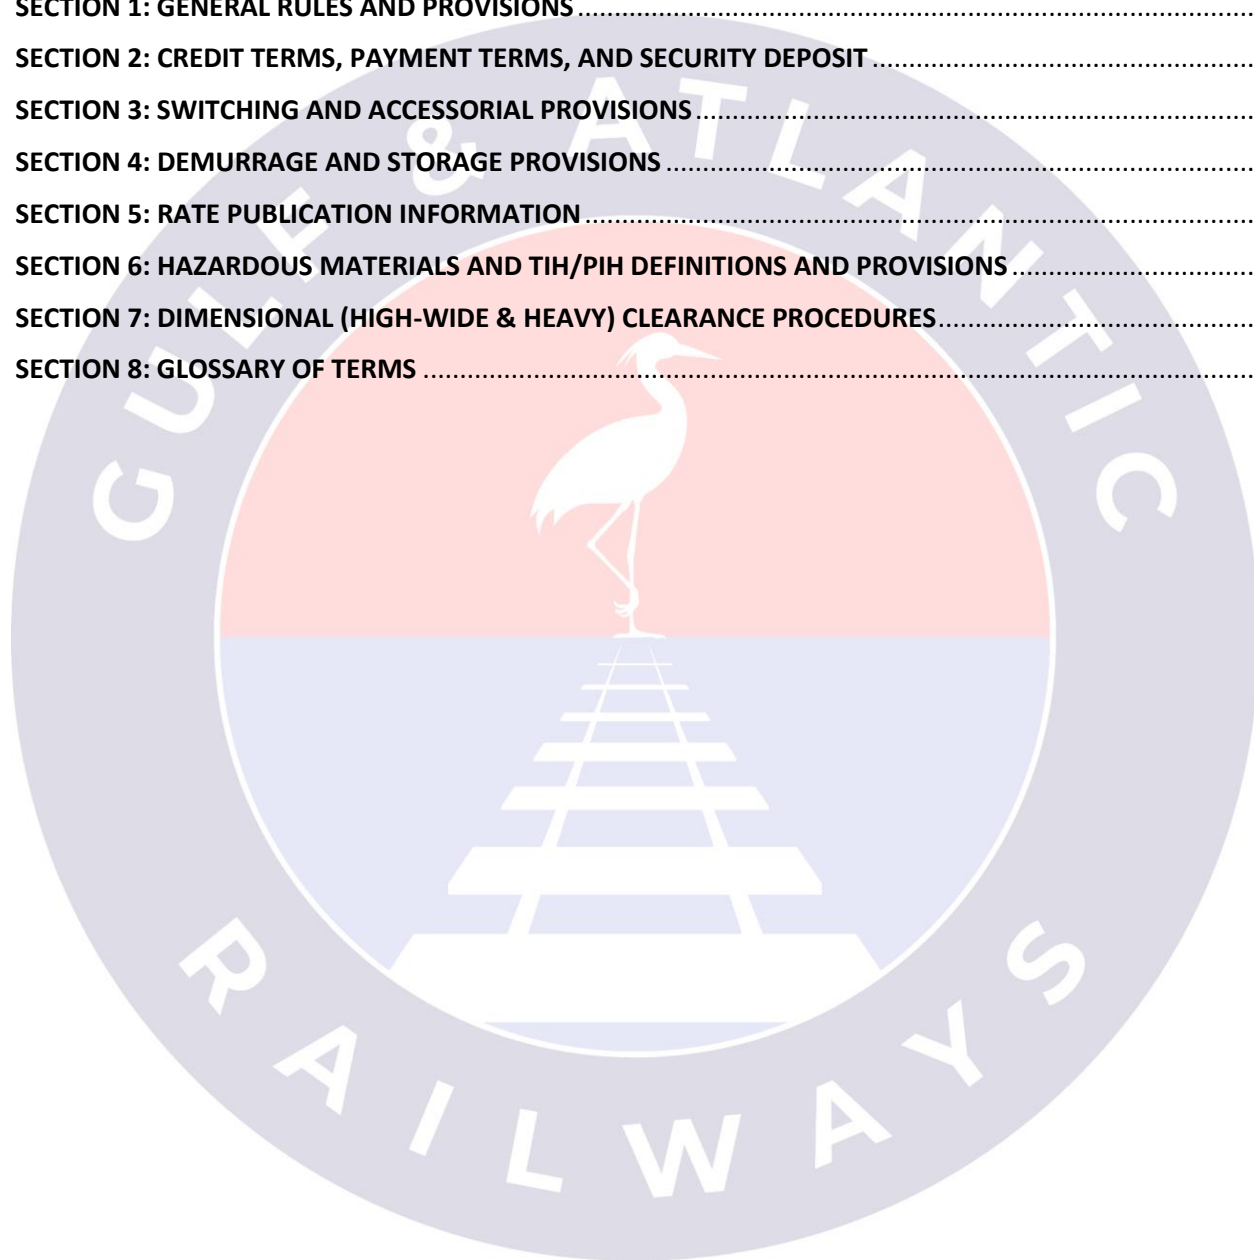 SECTION 1: GENERAL RULES AND PROVISIONS
SECTION 2: CREDIT TERMS, PAYMENT TERMS, AND SECURITY DEPOSIT
SECTION 3: SWITCHING AND ACCESSORIAL PROVISIONS
SECTION 4: DEMURRAGE AND STORAGE PROVISIONS
SECTION 5: RATE PUBLICATION INFORMATION
SECTION 6: HAZARDOUS MATERIALS AND TIH/PIH DEFINITIONS AND PROVISIONS
SECTION 7: DIMENSIONAL (HIGH-WIDE & HEAVY) CLEARANCE PROCEDURES
SECTION 8: GLOSSARY OF TERMS
GULF & ATLANTIC
RAILWAYS